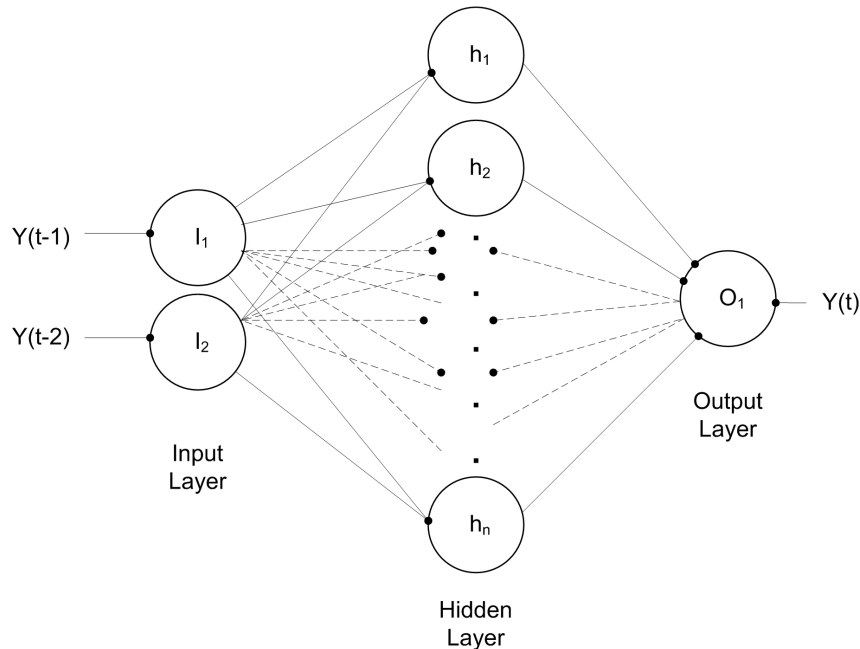 h₁
h₂
Y(t-1)
I₁
O₁
Y(t)
Y(t-2)
I₂
Output
Layer
Input
Layer
hₙ
Hidden
Layer